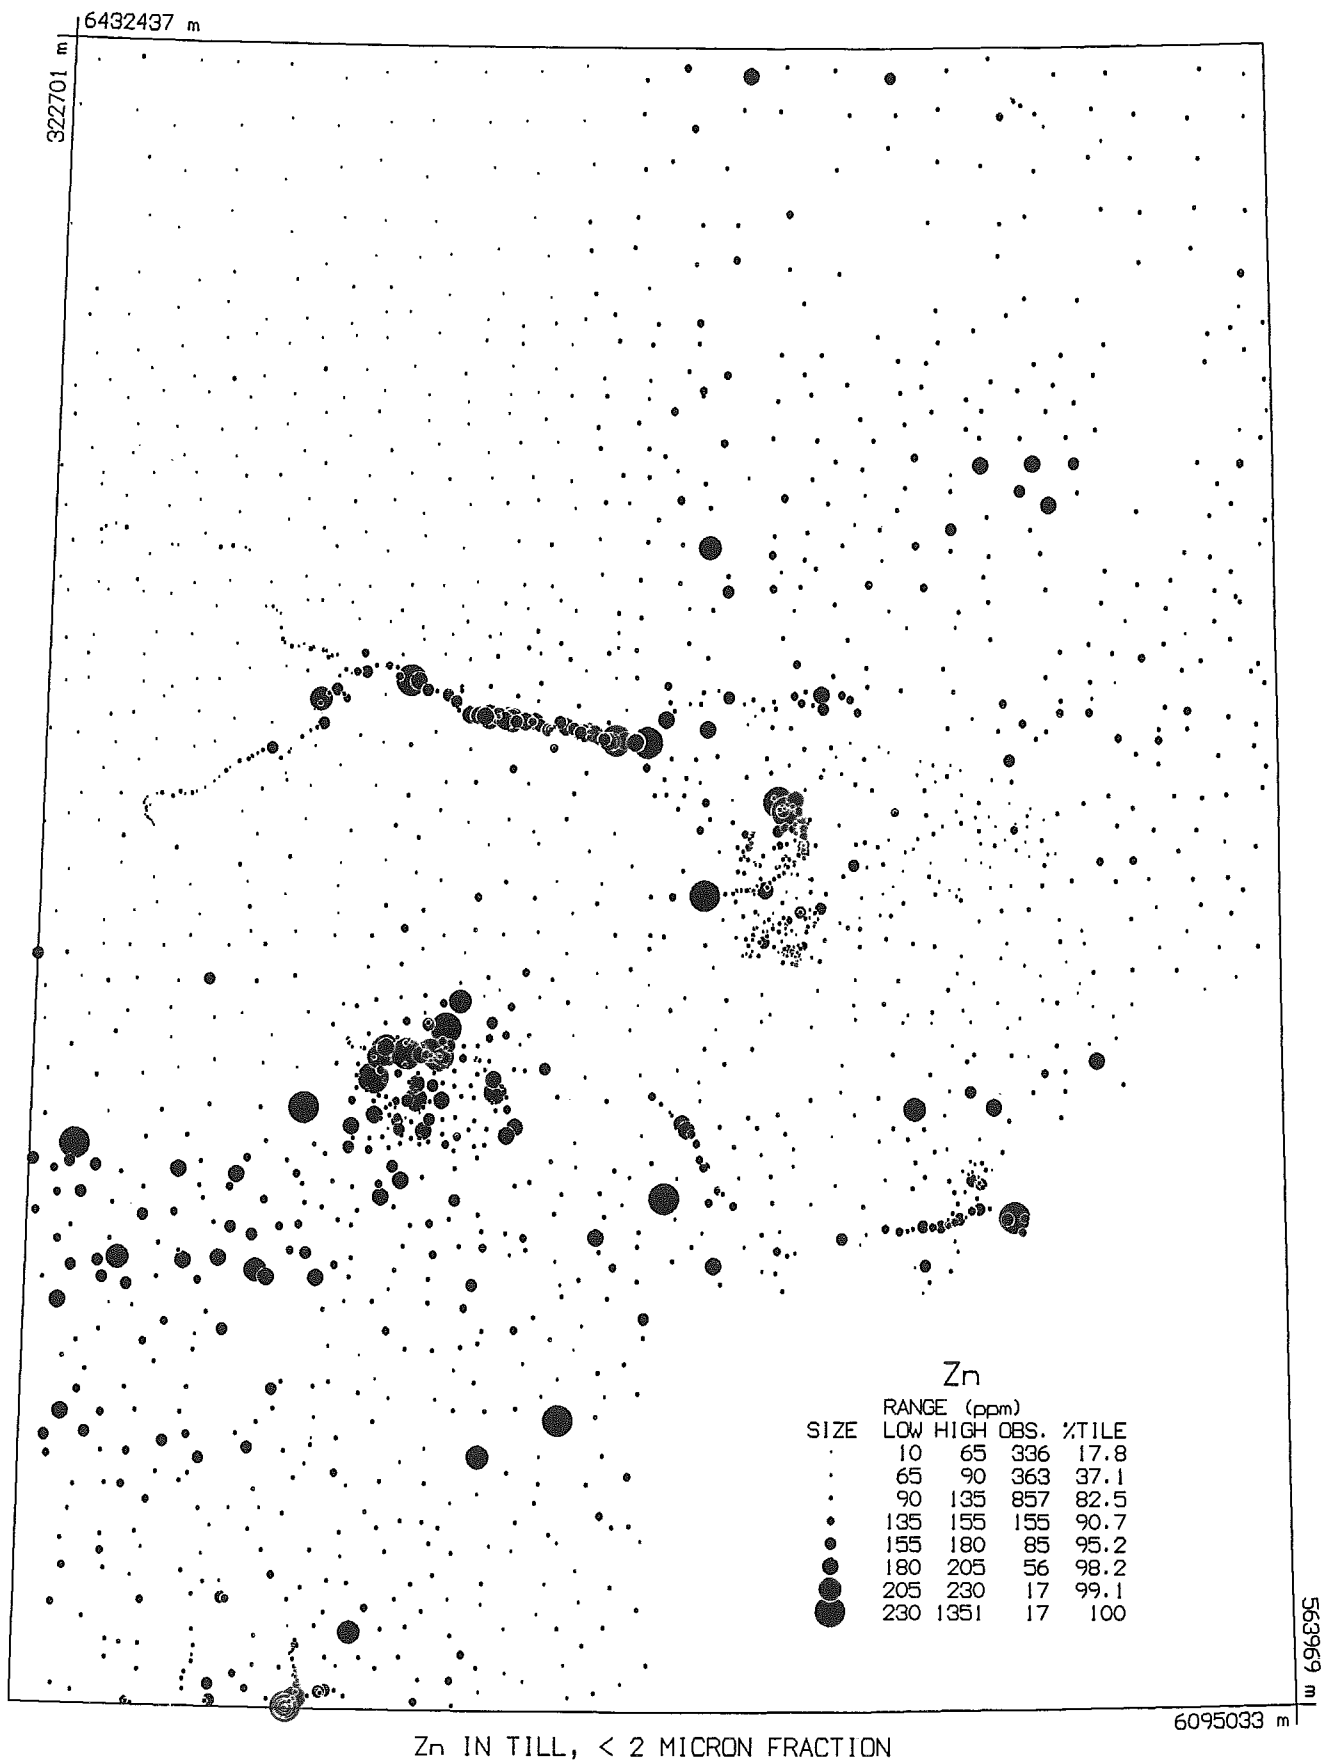 6432437 m
322701 m
Zn
RANGE (ppm)
SIZE LOW HIGH OBS. %TILE
10 65 336 17.8
65 90 363 37.1
90 135 857 82.5
135 155 155 90.7
155 180 85 95.2
180 205 56 98.2
205 230 17 99.1
230 1351 17 100
563969 m
6095033 m
Zn IN TILL, < 2 MICRON FRACTION